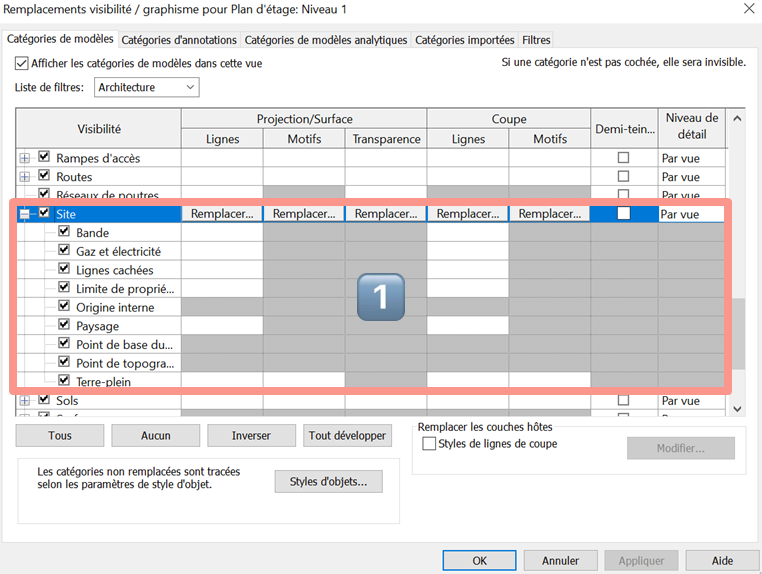 Remplacements visibilité / graphisme pour Plan d'étage: Niveau 1
Catégories de modèles Catégories d'annotations Catégories de modèles analytiques Catégories importées Filtres
Afficher les catégories de modèles dans cette vue
Si une catégorie n'est pas cochée, elle sera invisible.
Liste de filtres: Architecture
Visibilité Projection/Surface Coupe Demi-tein... Niveau de détail
Lignes Motifs Transparence Lignes Motifs
Rampes d'accès Par vue
Routes Par vue
Réseaux de poutres Par vue
Site Remplacer... Remplacer... Remplacer... Remplacer... Remplacer... Par vue
Bande
Gaz et électricité
Lignes cachées
1
Limite de proprié...
Origine interne
Paysage
Point de base du...
Point de topogra...
Terre-plein
Sols Par vue
Tous Aucun Inverser Tout développer
Remplacer les couches hôtes
Styles de lignes de coupe
Modifier...
Les catégories non remplacées sont tracées
selon les paramètres de style d'objet.
Styles d'objets...
OK Annuler Appliquer Aide